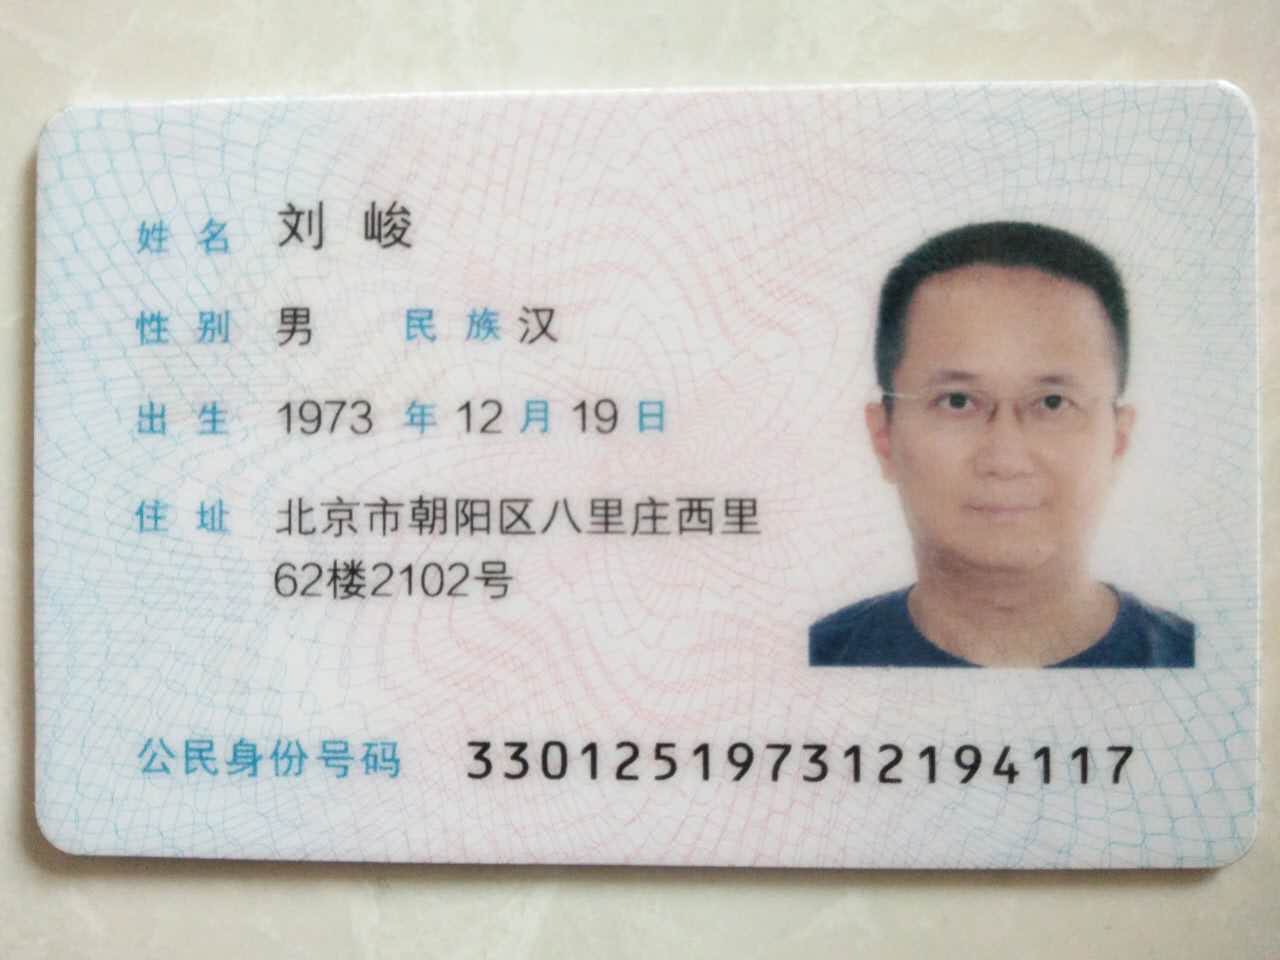 姓名 刘峻
性别 男 民族 汉
出生 1973 年 12 月 19 日
住址 北京市朝阳区八里庄西里
62楼2102号
公民身份号码 330125197312194117